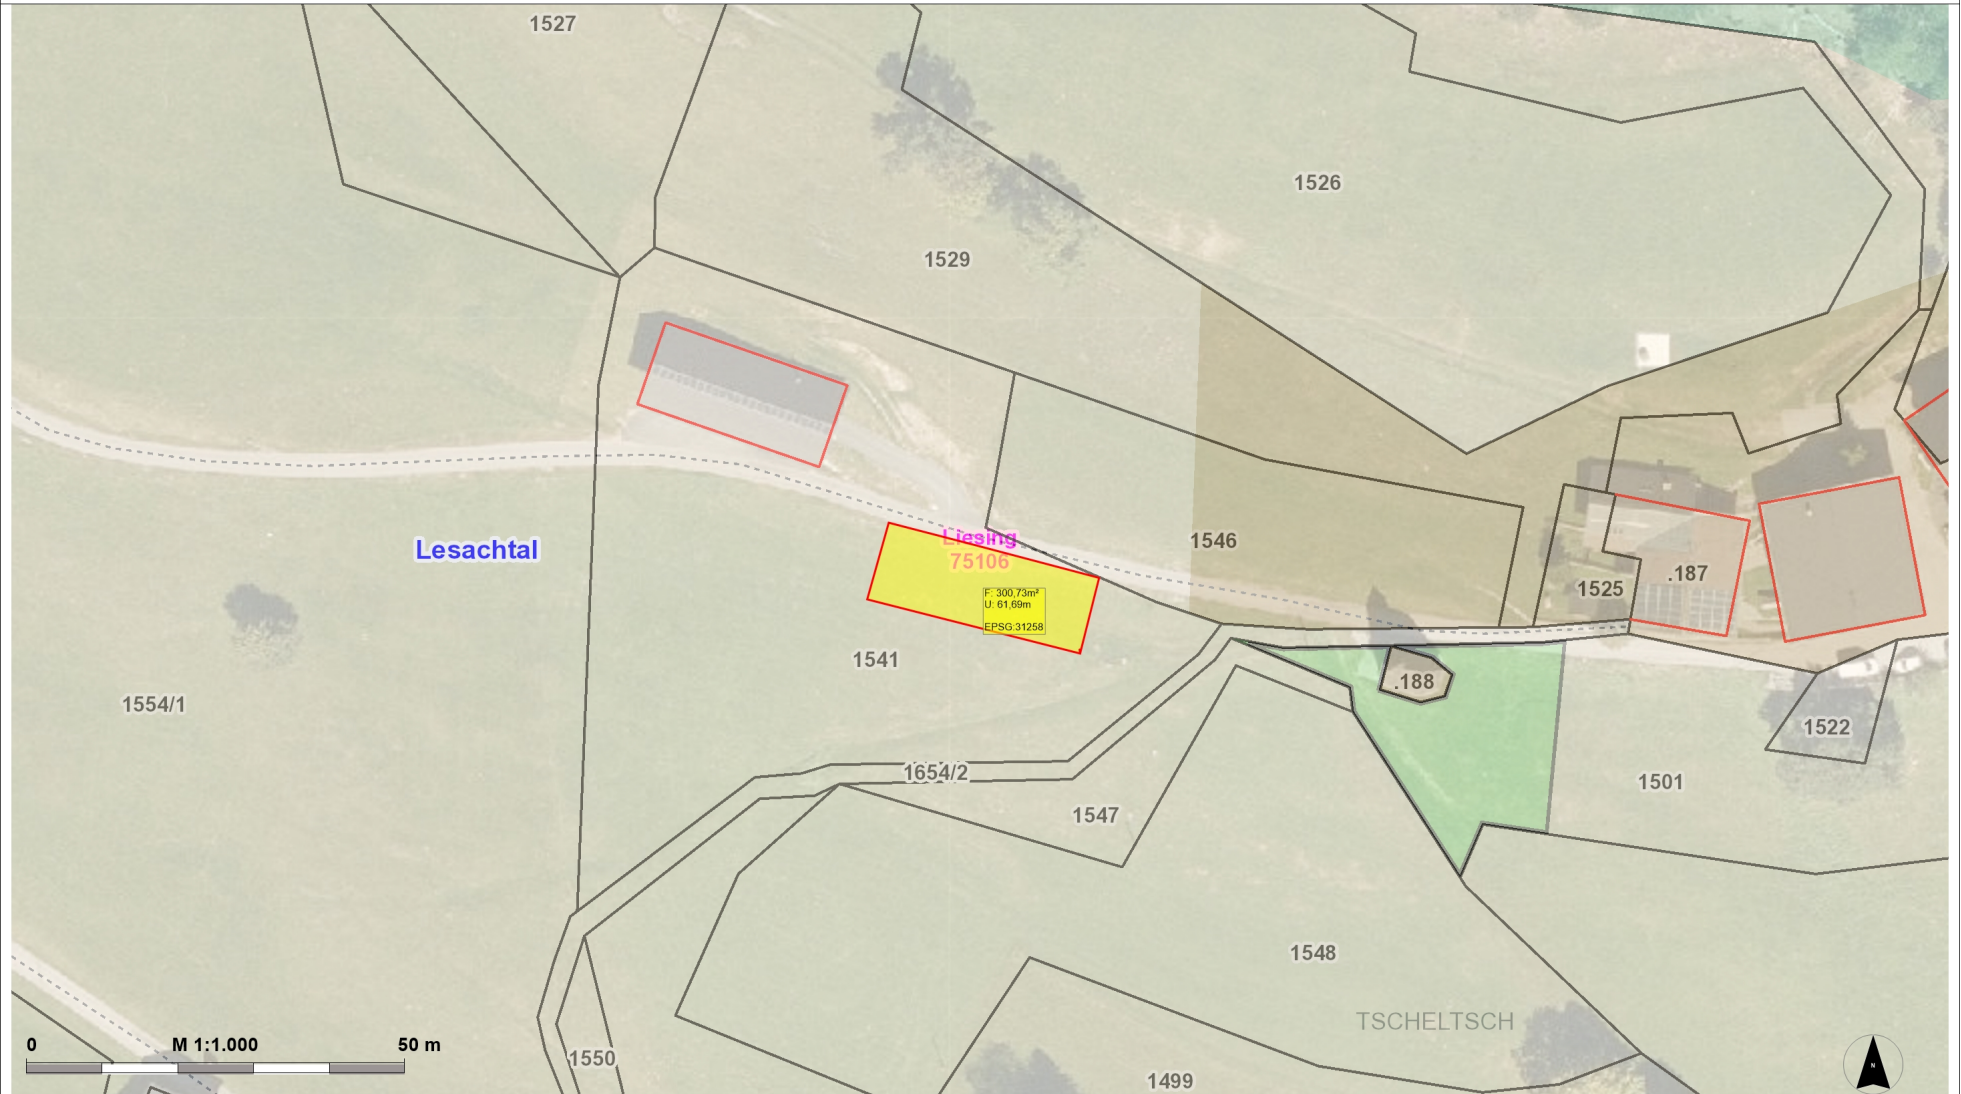 1527
1526
1529
Lesachtal
Liesing
75106
1546
1525
.187
F: 300,73m²
U: 61,69m
EPSG:31258
1541
.188
1554/1
1522
1654/2
1501
1547
1548
TSCHELTSCH
0 M 1:1.000 50 m
1550
1499
N